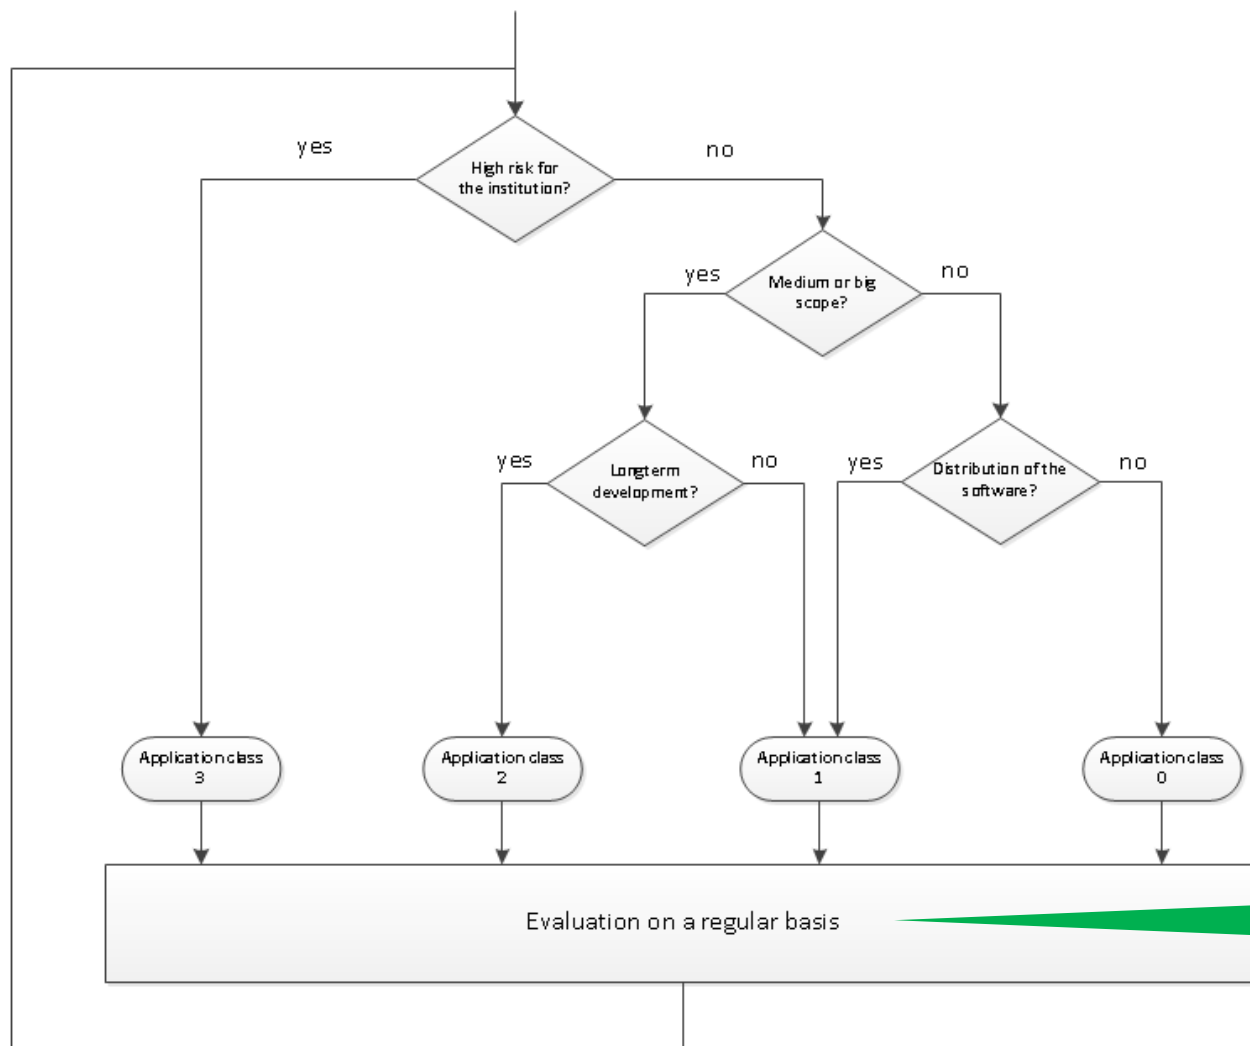 yes
no
High risk for
the institution?
yes
no
Medium or big
scope?
yes
no
yes
no
Longterm
development?
Distribution of the
software?
Application class
3
Application class
2
Application class
1
Application class
0
Evaluation on a regular basis